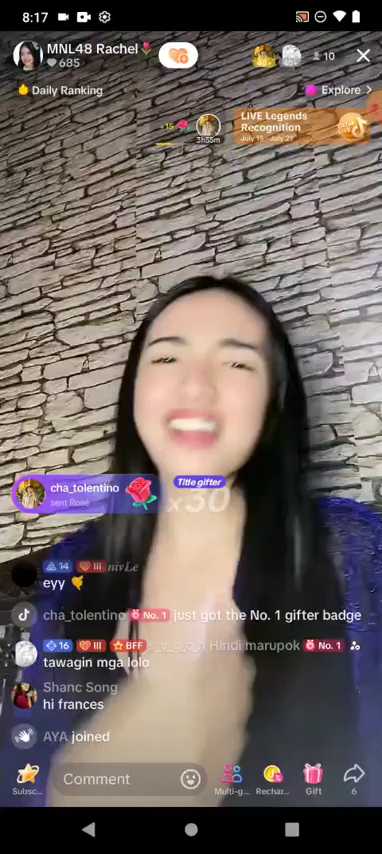 8:17
MNL48 Rachel🌷
685
10
Daily Ranking
Explore >
+15
3h55m
LIVE Legends
Recognition
July 15 - July 21
cha_tolentino
sent Rose
Title gifter
x30
14 III nivLe
eyy
cha_tolentino No. 1 just got the No. 1 gifter badge
16 III BFF Hindi marupok No. 1
tawagin mga lolo
Shanc Song
hi frances
AYA joined
Subsc...
Comment
Multi-g...
Rechar...
Gift
6